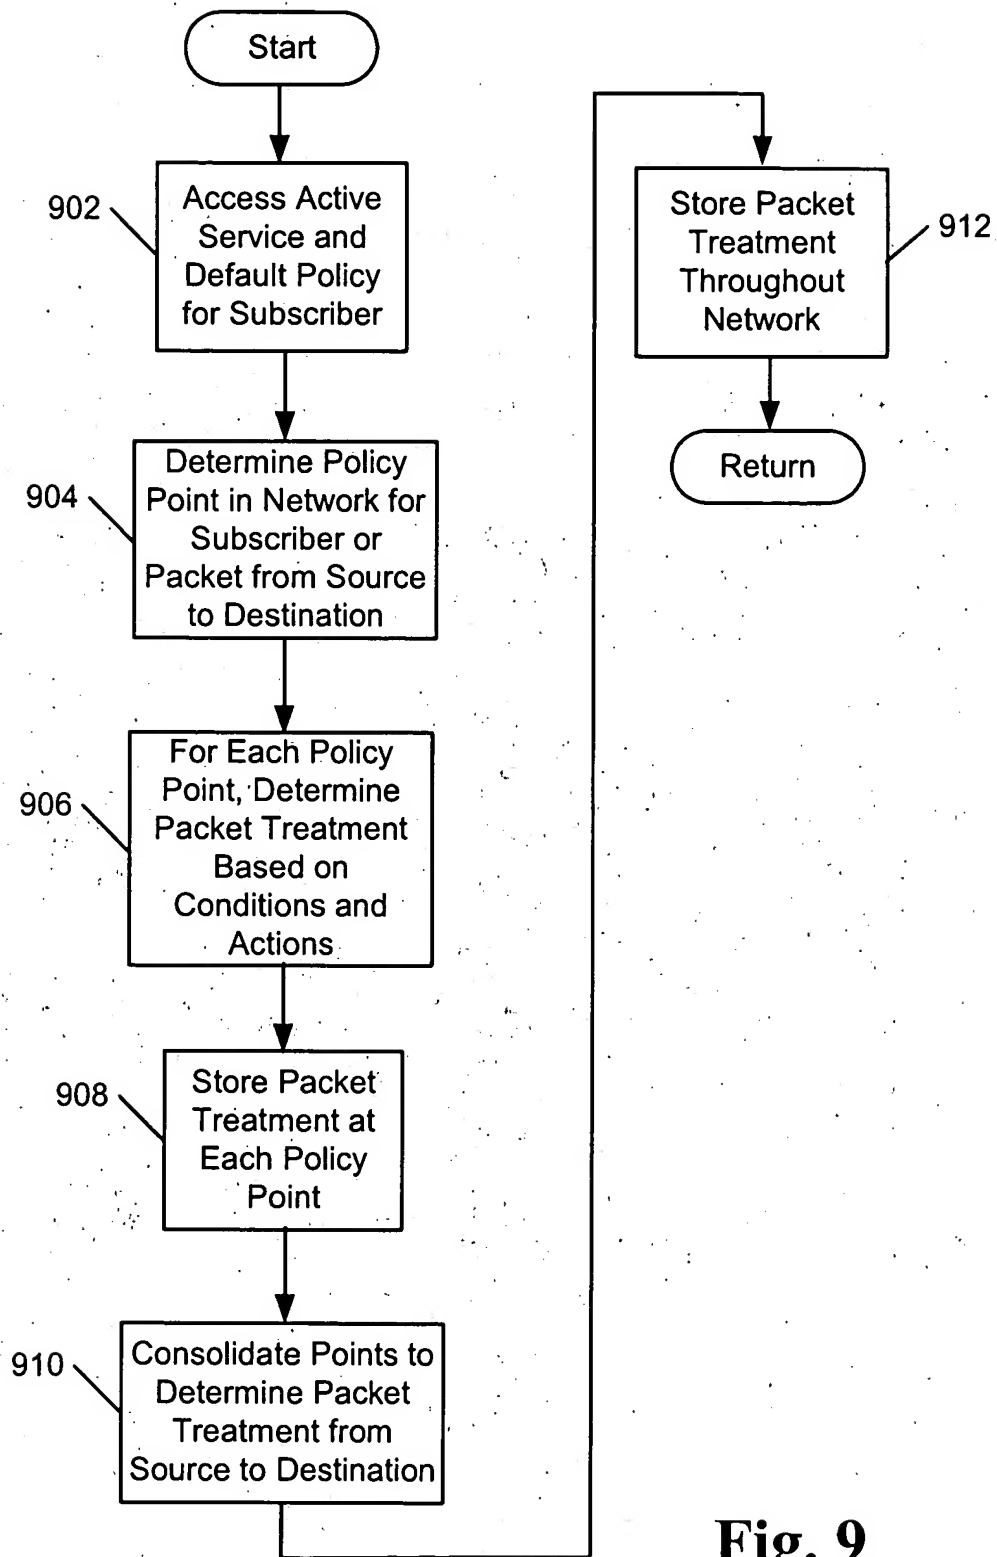 Start
902
Access Active
Service and
Default Policy
for Subscriber
904
Determine Policy
Point in Network for
Subscriber or
Packet from Source
to Destination
906
For Each Policy
Point, Determine
Packet Treatment
Based on
Conditions and
Actions
908
Store Packet
Treatment at
Each Policy
Point
910
Consolidate Points to
Determine Packet
Treatment from
Source to Destination
Store Packet
Treatment
Throughout
Network
912
Return
Fig. 9